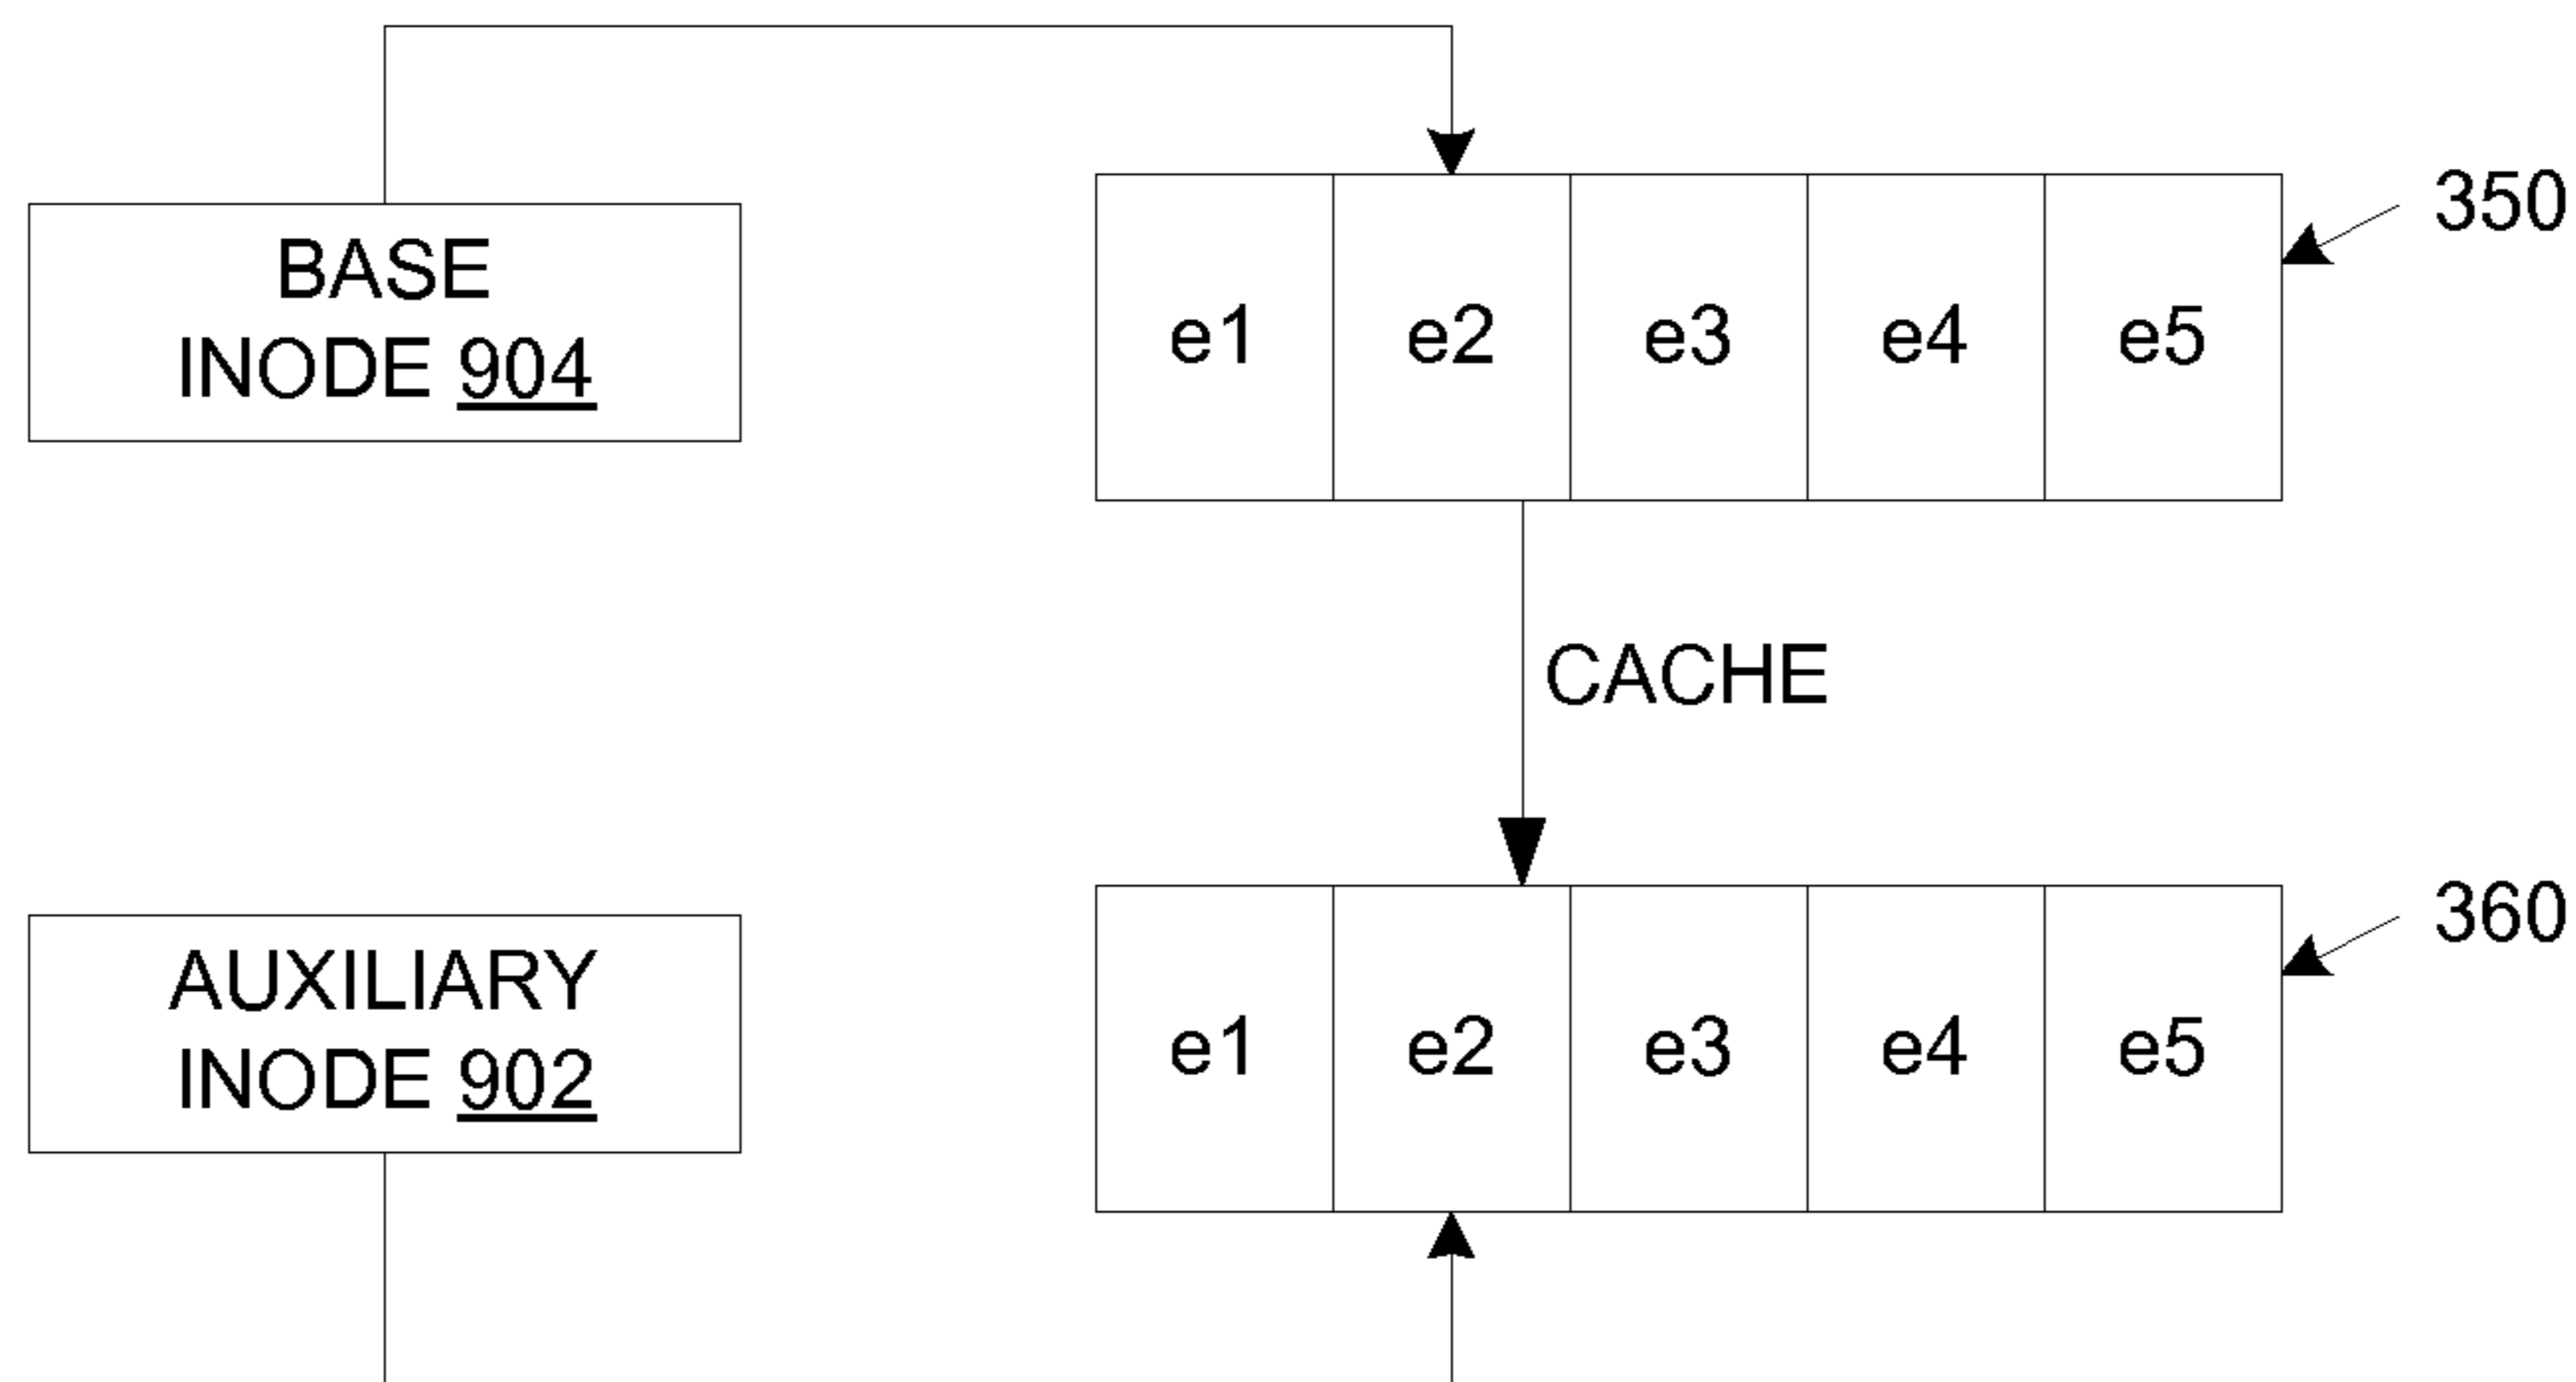 BASE
INODE 904
e1 e2 e3 e4 e5
350
CACHE
AUXILIARY
INODE 902
e1 e2 e3 e4 e5
360